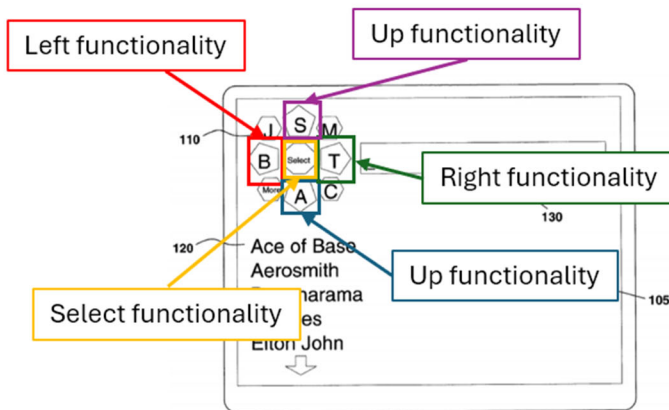 Left functionality
Up functionality
110
J S M
B Select T
More A C
Right functionality
130
120
Ace of Base
Aerosmith
Up functionality
105
Select functionality
Elton John